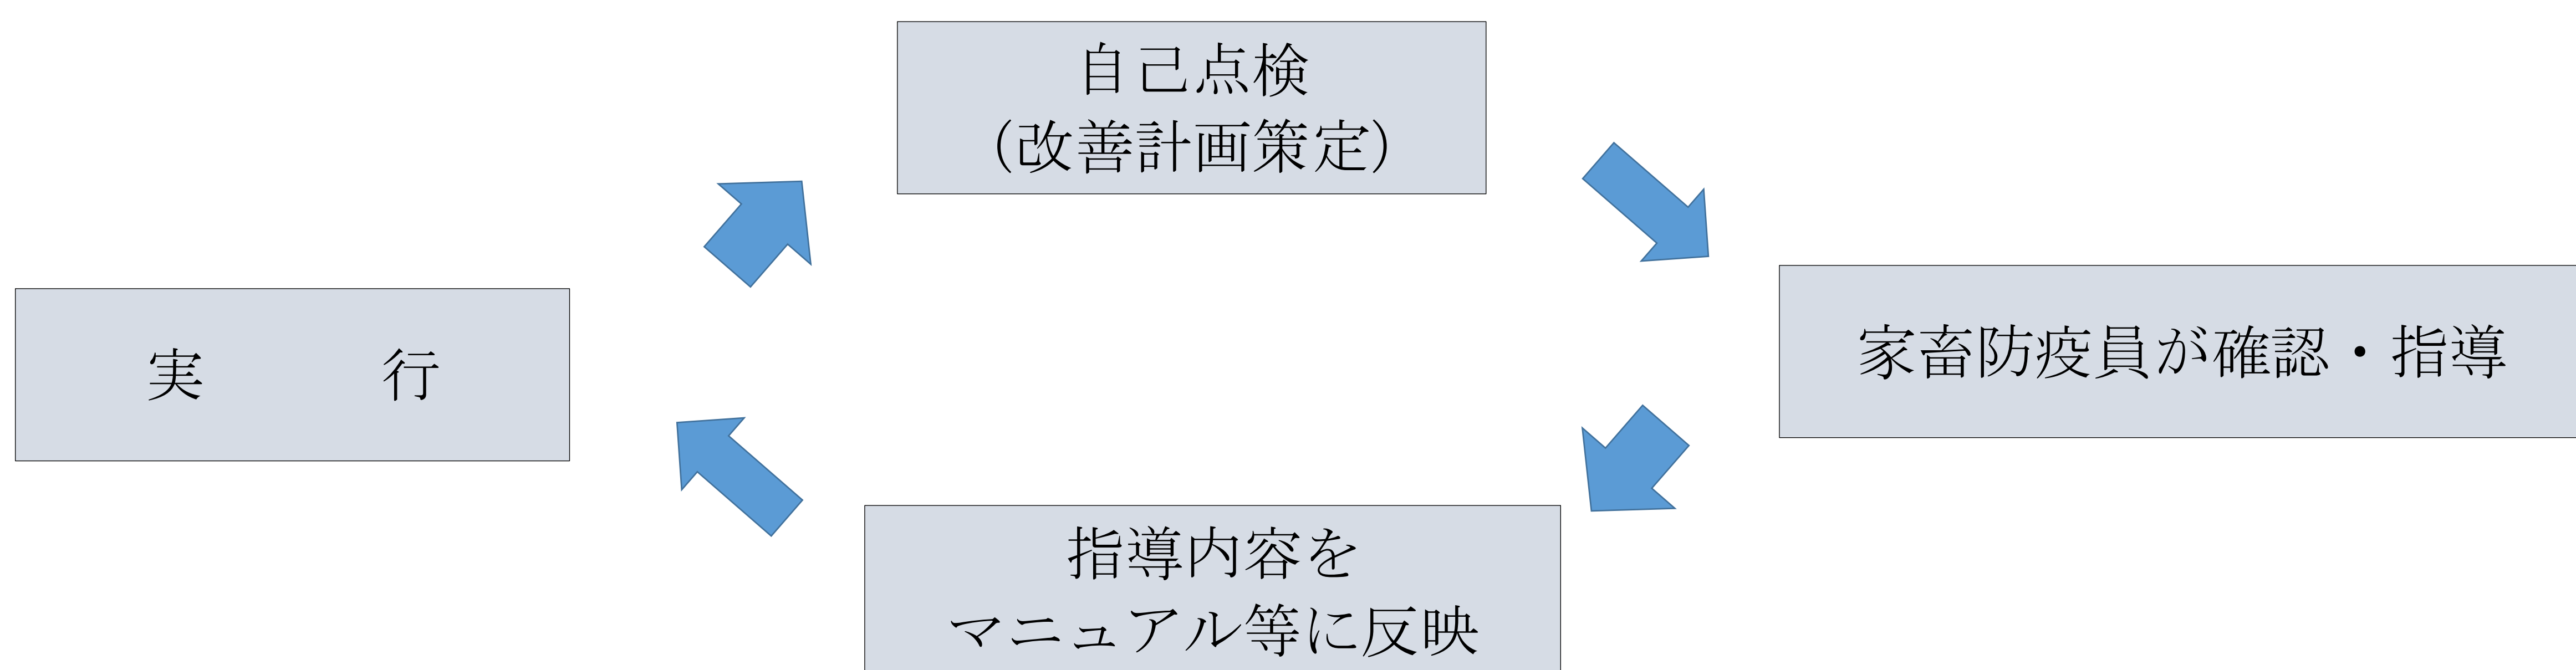 自己点検
（改善計画策定）
家畜防疫員が確認・指導
実　　　行
指導内容を
マニュアル等に反映